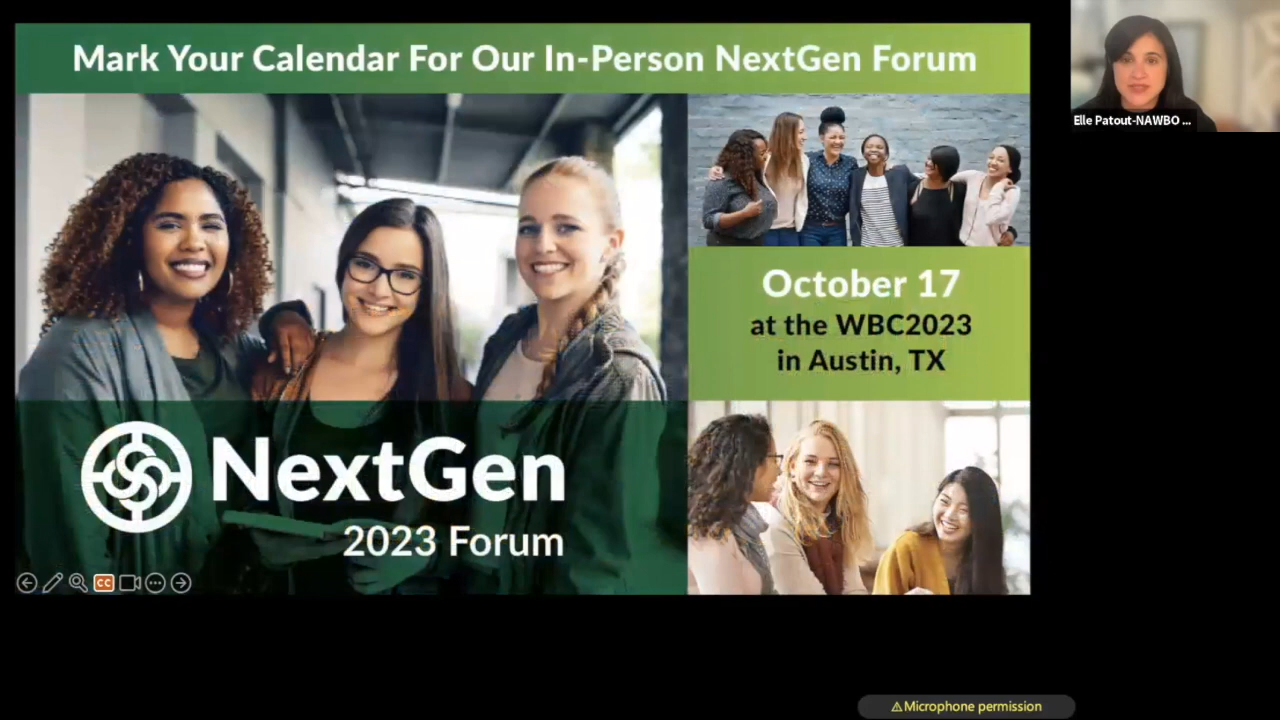 Mark Your Calendar For Our In-Person NextGen Forum
Elle Patout-NAWBO ...
October 17
at the WBC2023
in Austin, TX
NextGen
2023 Forum
CC
⚠Microphone permission